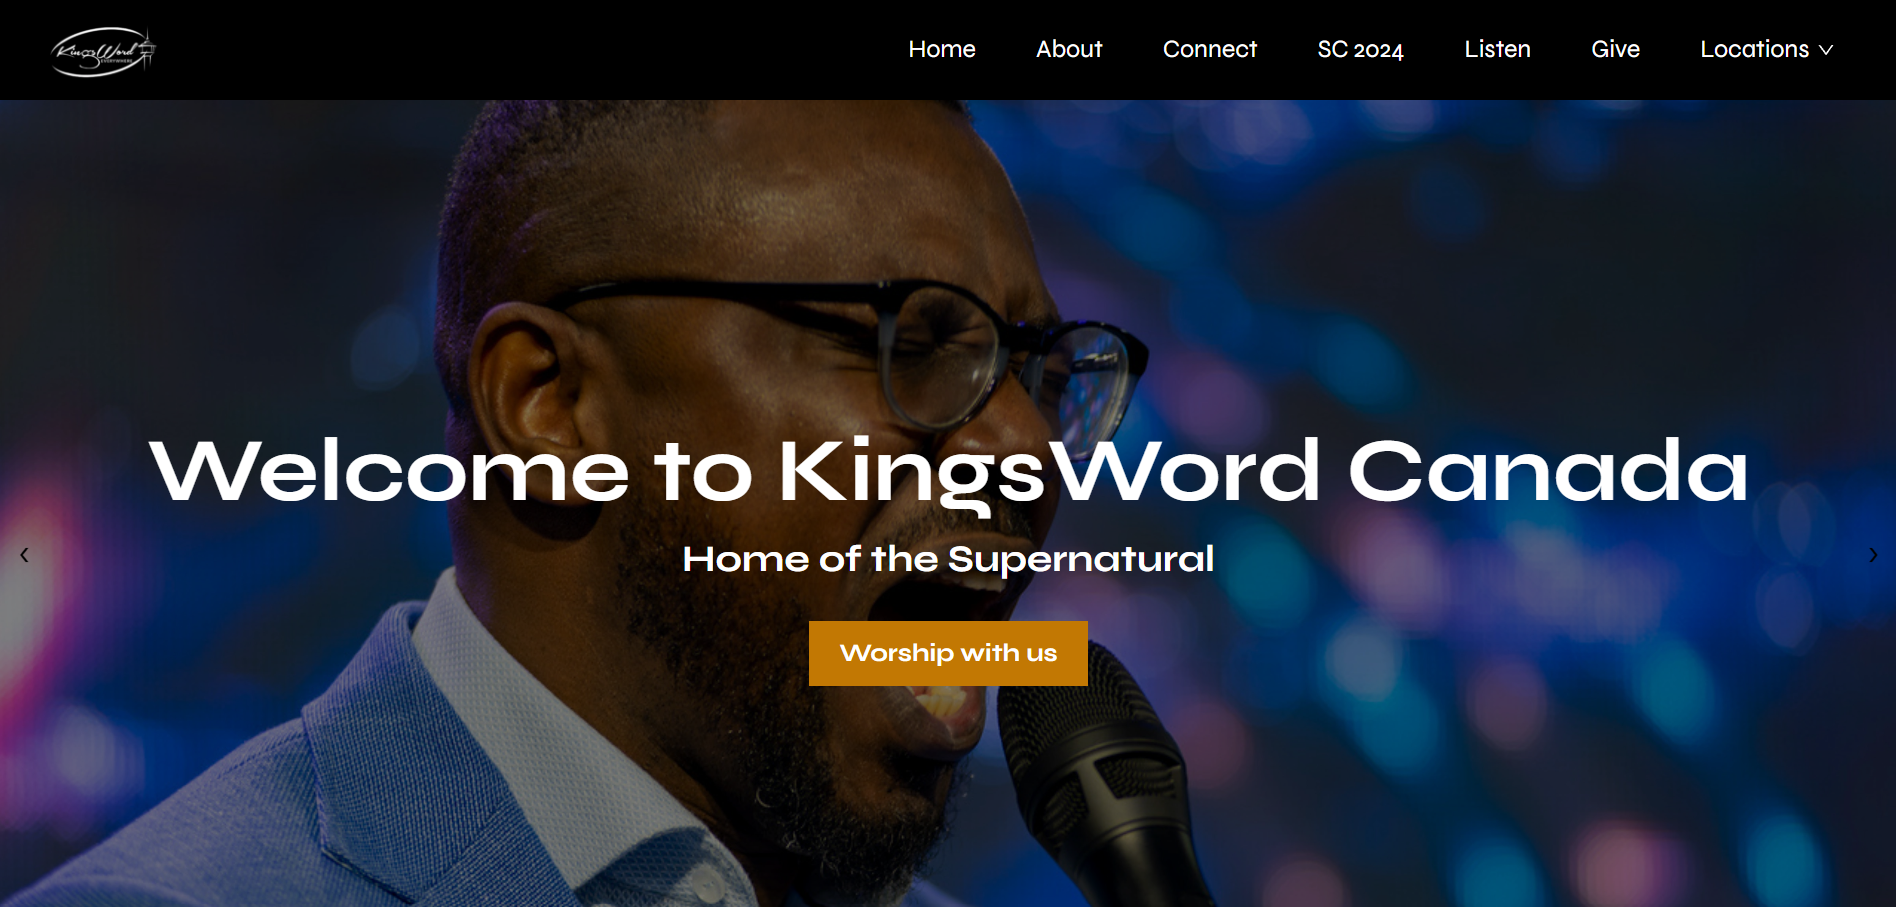 KingsWord
EVERYWHERE
Home About Connect SC 2024 Listen Give Locations
Welcome to KingsWord Canada
Home of the Supernatural
Worship with us